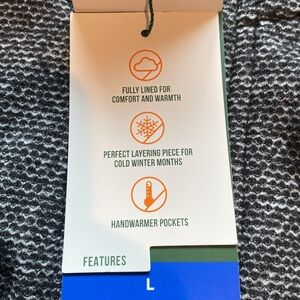 FULLY LINED FOR
COMFORT AND WARMTH
PERFECT LAYERING PIECE FOR
COLD WINTER MONTHS
HANDWARMER POCKETS
FEATURES
L